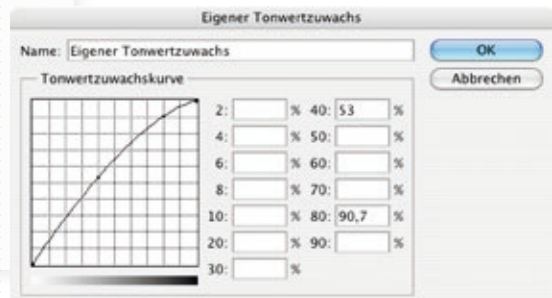 Eigener Tonwertzuwachs
Name: Eigener Tonwertzuwachs
OK
Abbrechen
Tonwertzuwachskurve
2: % 40: 53 %
4: % 50: %
6: % 60: %
8: % 70: %
10: % 80: 90,7 %
20: % 90: %
30: %